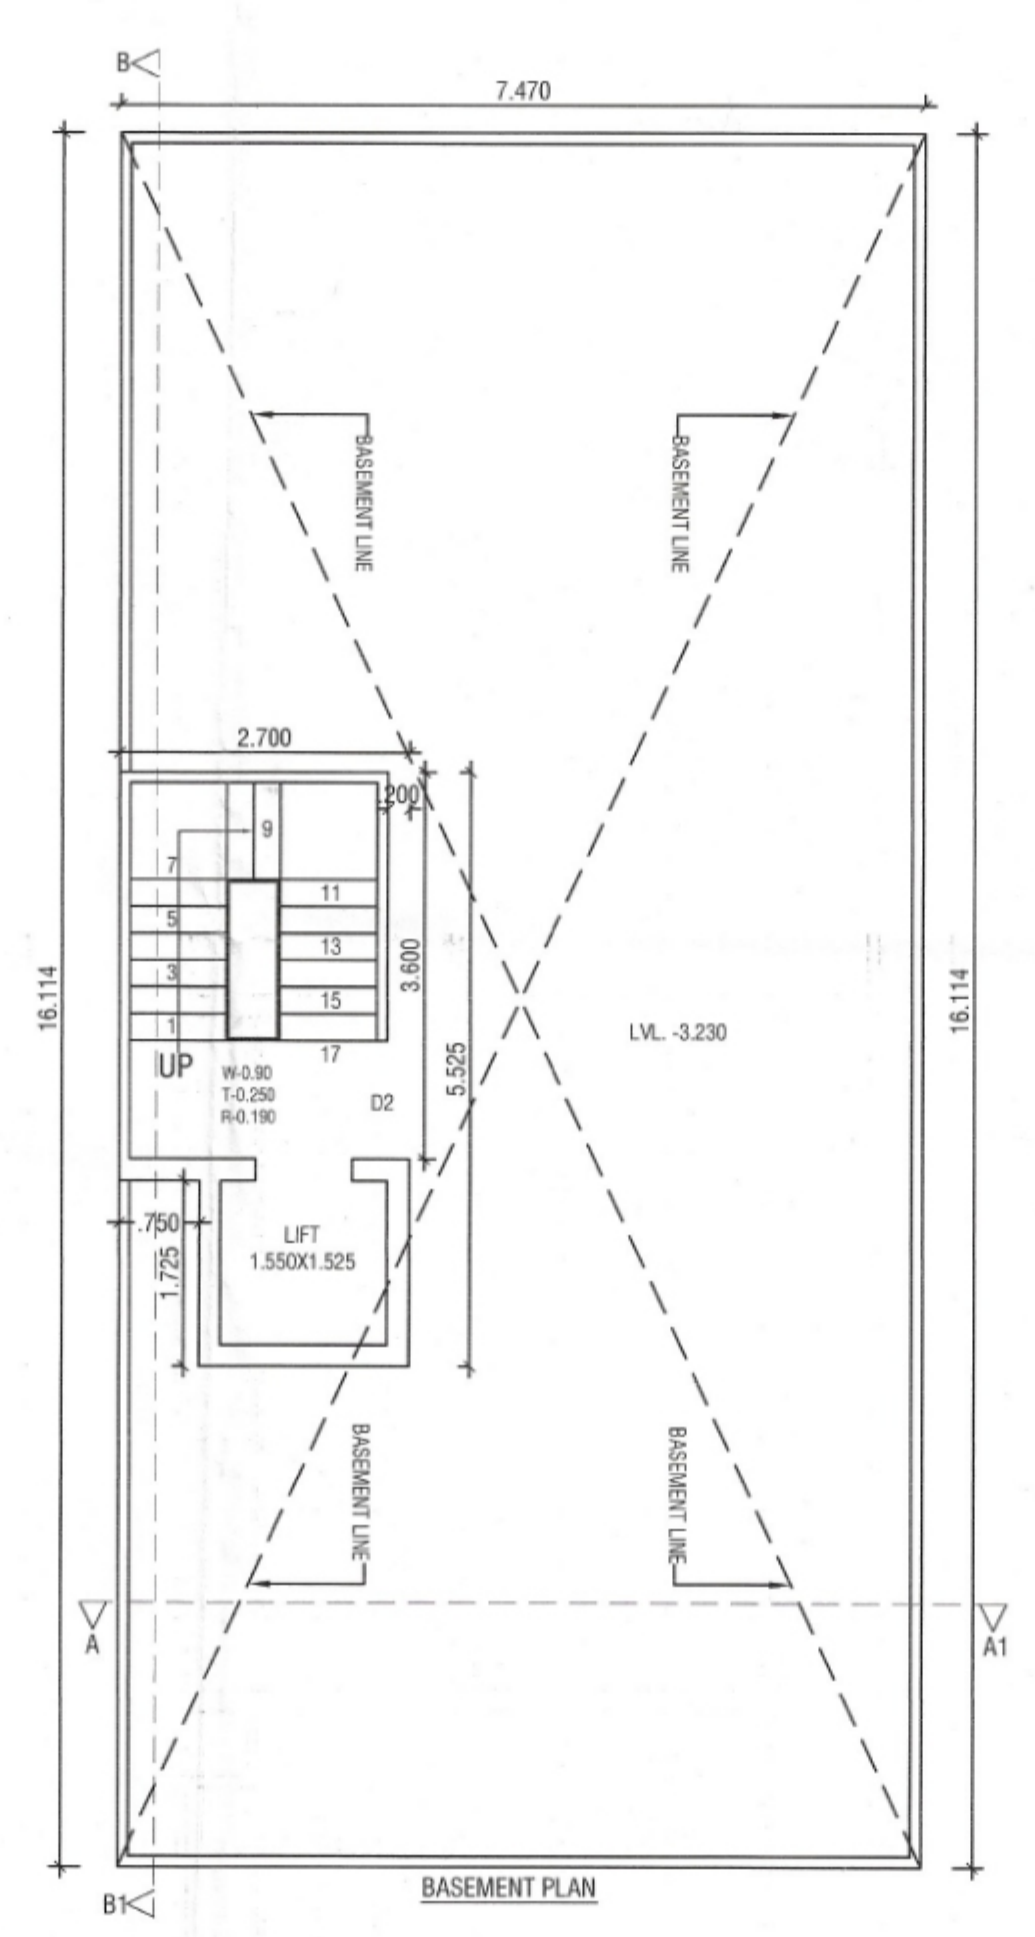 B
7.470
BASEMENT LINE
BASEMENT LINE
2.700
.200
9
7
11
5
13
3
15
1
17
3.600
16.114
16.114
LVL. -3.230
5.525
UP
W-0.90
T-0.250
R-0.190
D2
.750
1.725
LIFT
1.550X1.525
BASEMENT LINE
BASEMENT LINE
A
A1
BASEMENT PLAN
B1